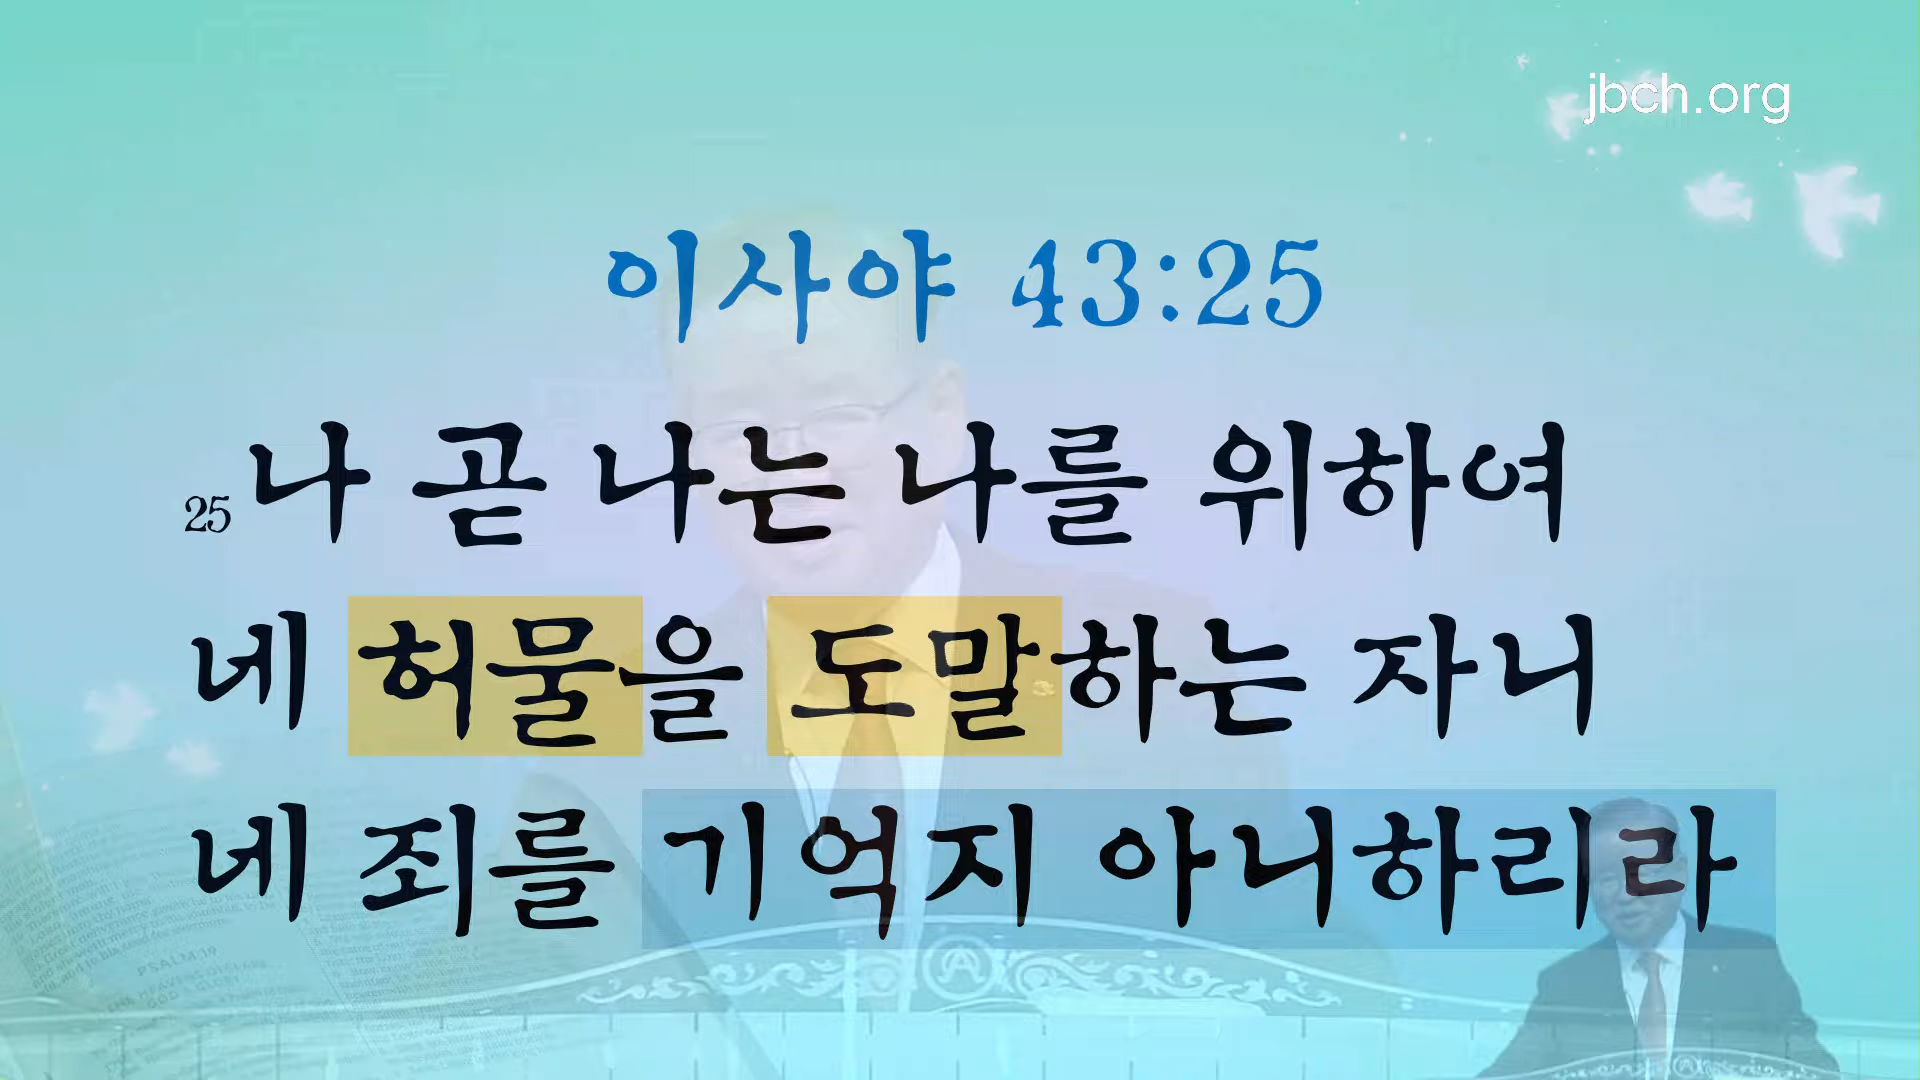 jbch.org
이사야 43:25
25 나 곧 나는 나를 위하여
네 허물을 도말하는 자니
네 죄를 기억지 아니하리라
PSALM 19